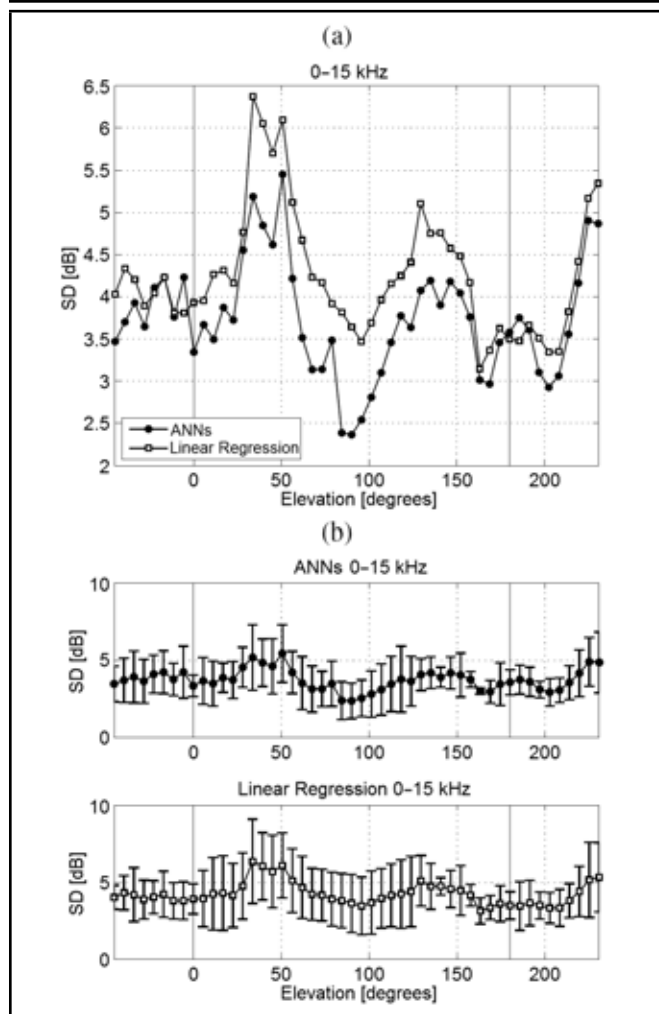 (a)
0–15 kHz
6.5
6
5.5
5
4.5
4
3.5
3
2.5
2
SD [dB]
ANNs
Linear Regression
0 50 100 150 200
Elevation [degrees]
(b)
ANNs 0–15 kHz
10
5
0
SD [dB]
0 50 100 150 200
Linear Regression 0–15 kHz
10
5
0
SD [dB]
0 50 100 150 200
Elevation [degrees]